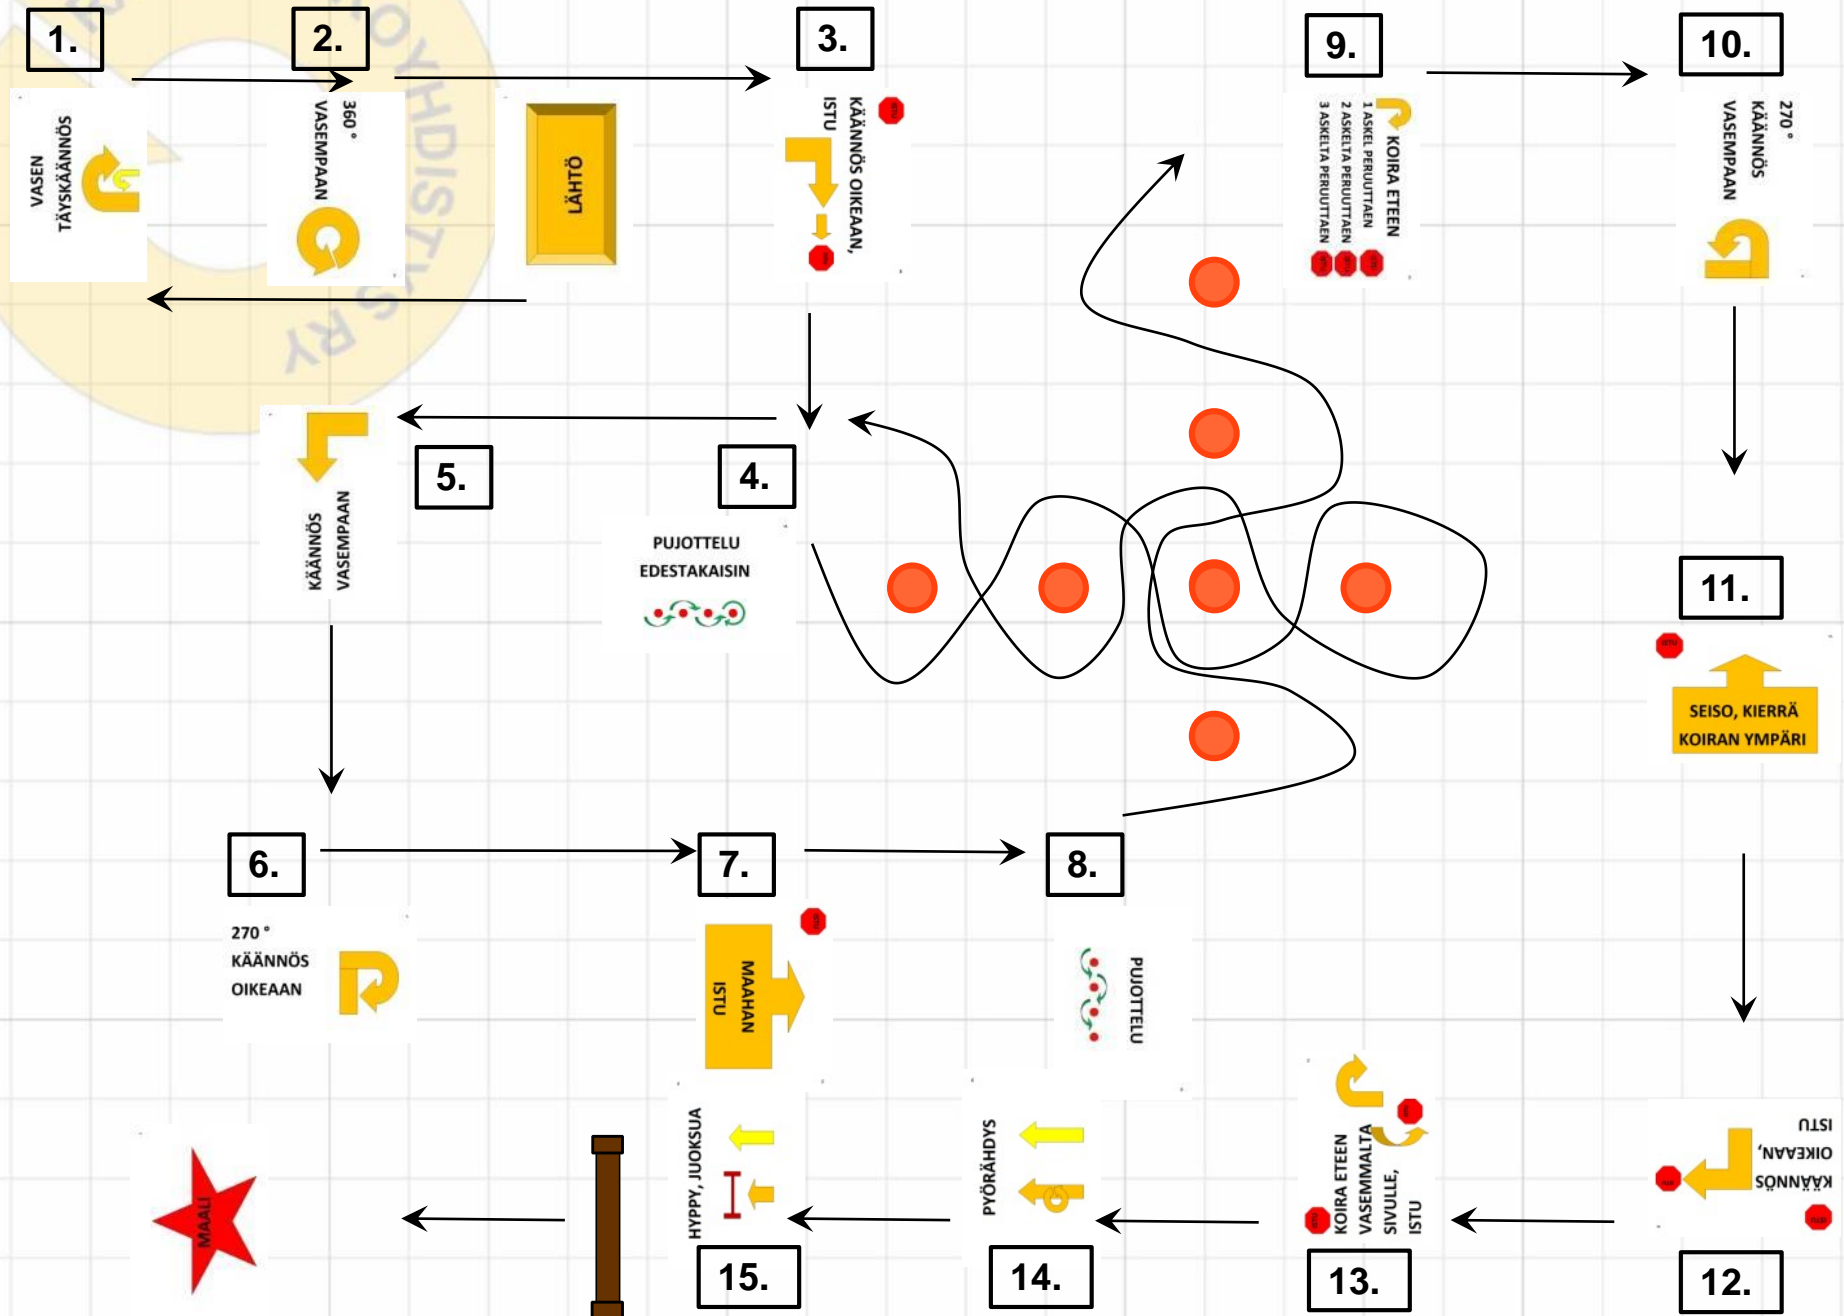 1.
VASEN
TÄYSKÄÄNNÖS
2.
360°
VASEMPAAN
LÄHTÖ
3.
KÄÄNNÖS OIKEAAN,
ISTU
9.
KOIRA ETEEN
1 ASKEL PERUUTTAEN
2 ASKELTA PERUUTTAEN
3 ASKELTA PERUUTTAEN
10.
270°
KÄÄNNÖS
VASEMPAAN
OYHDISTYS RY
5.
KÄÄNNÖS
VASEMPAAN
4.
PUJOTTELU
EDESTAKAISIN
11.
SEISO, KIERRÄ
KOIRAN YMPÄRI
6.
270°
KÄÄNNÖS
OIKEAAN
7.
MAAHAN
ISTU
8.
PUJOTTELU
MAALI
HYPPY, JUOKSUA
15.
PYÖRÄHDYS
14.
KOIRA ETEEN
VASEMMALTA
SIVULLE,
ISTU
13.
KÄÄNNÖS
OIKEAAN,
ISTU
12.